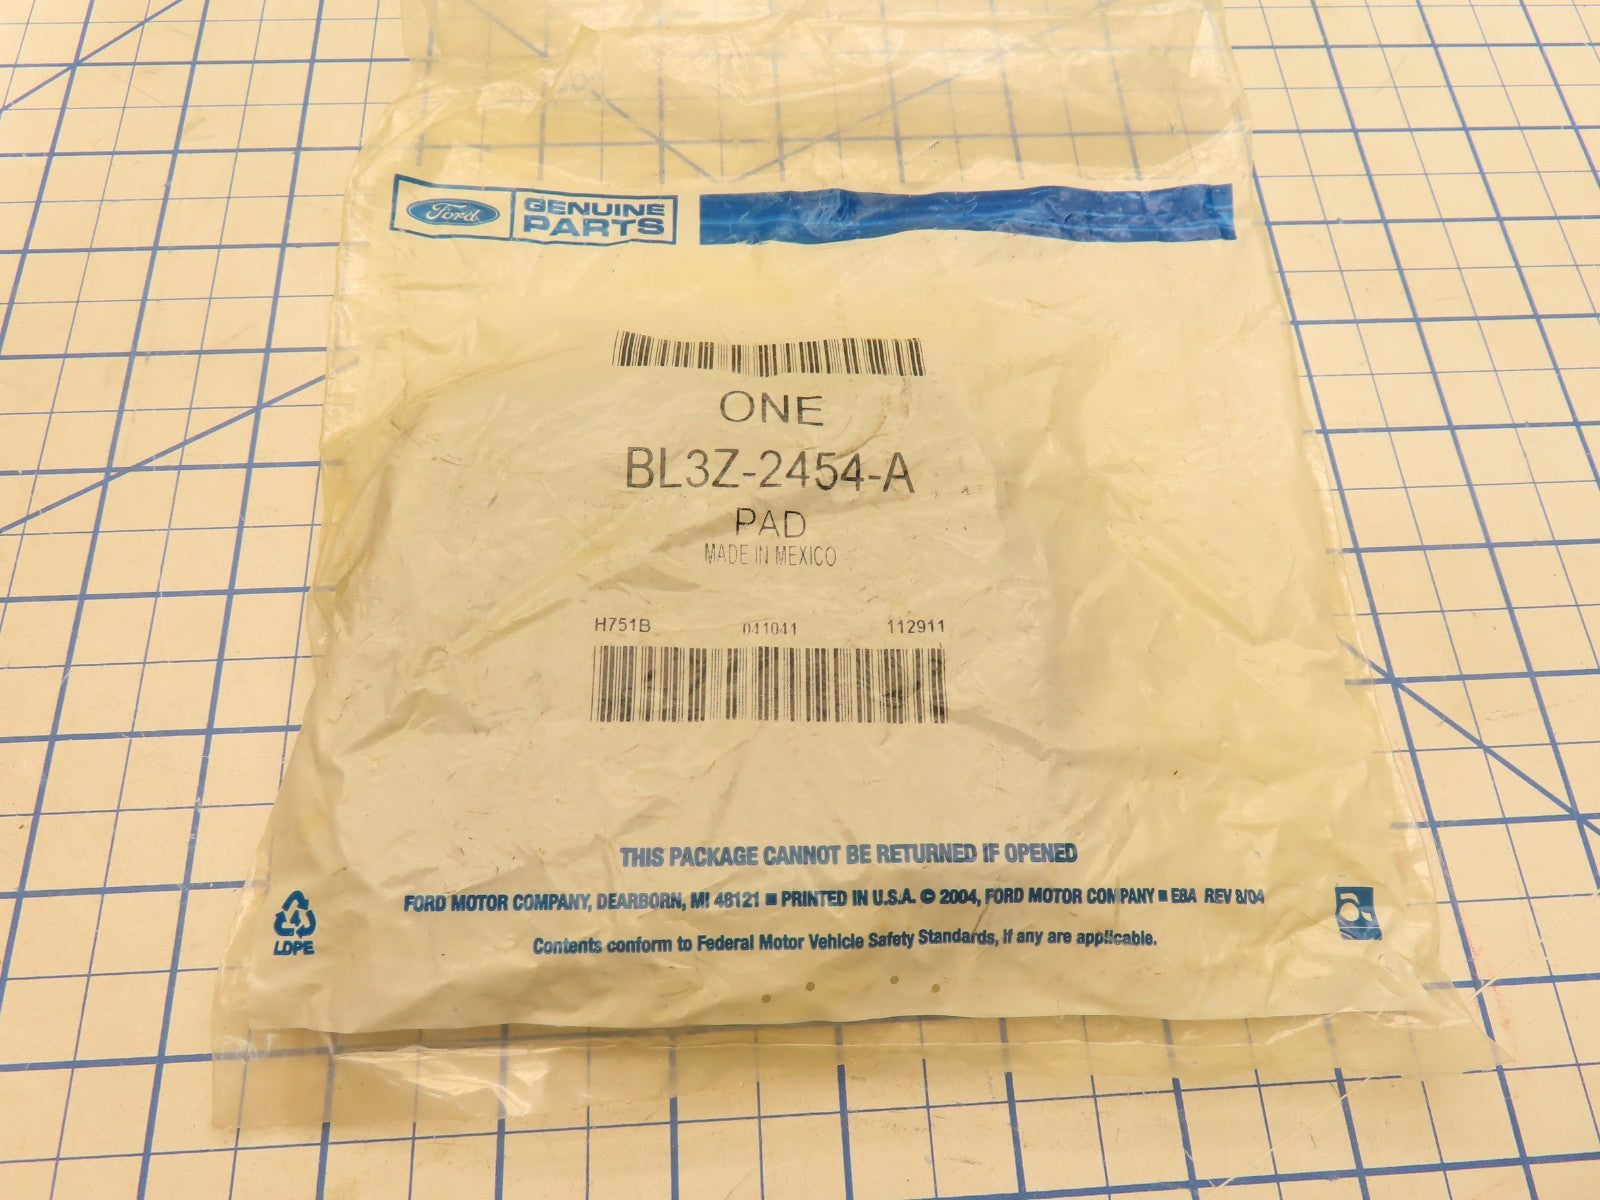 Ford GENUINE
PARTS
ONE
BL3Z-2454-A
PAD
MADE IN MEXICO
H751B 041041 112911
THIS PACKAGE CANNOT BE RETURNED IF OPENED
FORD MOTOR COMPANY, DEARBORN, MI 48121 ■ PRINTED IN U.S.A. © 2004, FORD MOTOR COMPANY ■ E8A REV 8/04
Contents conform to Federal Motor Vehicle Safety Standards, if any are applicable.
4
LDPE